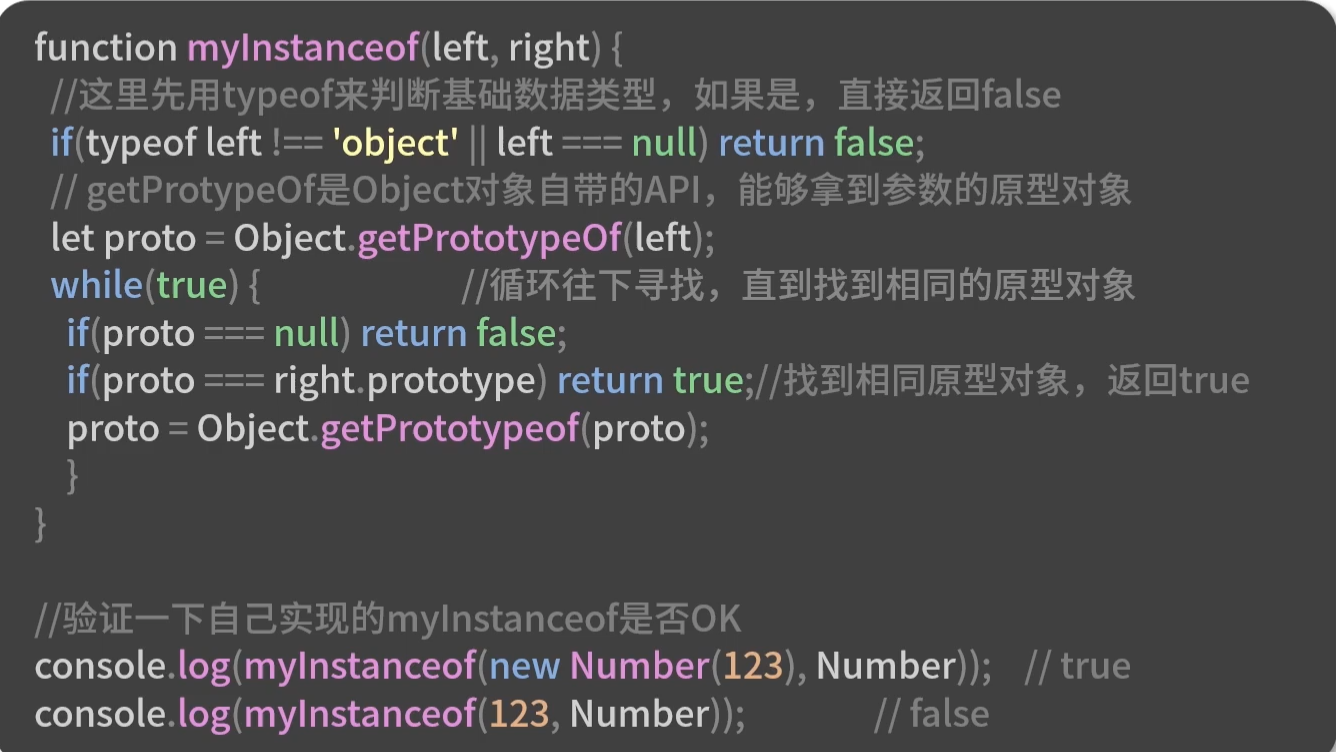 function myInstanceof(left, right) {
//这里先用typeof来判断基础数据类型，如果是，直接返回false
if(typeof left !== 'object' || left === null) return false;
// getProtypeOf是Object对象自带的API，能够拿到参数的原型对象
let proto = Object.getPrototypeOf(left);
while(true) { //循环往下寻找，直到找到相同的原型对象
if(proto === null) return false;
if(proto === right.prototype) return true;//找到相同原型对象，返回true
proto = Object.getPrototypeof(proto);
}
}
//验证一下自己实现的myInstanceof是否OK
console.log(myInstanceof(new Number(123), Number)); // true
console.log(myInstanceof(123, Number)); // false